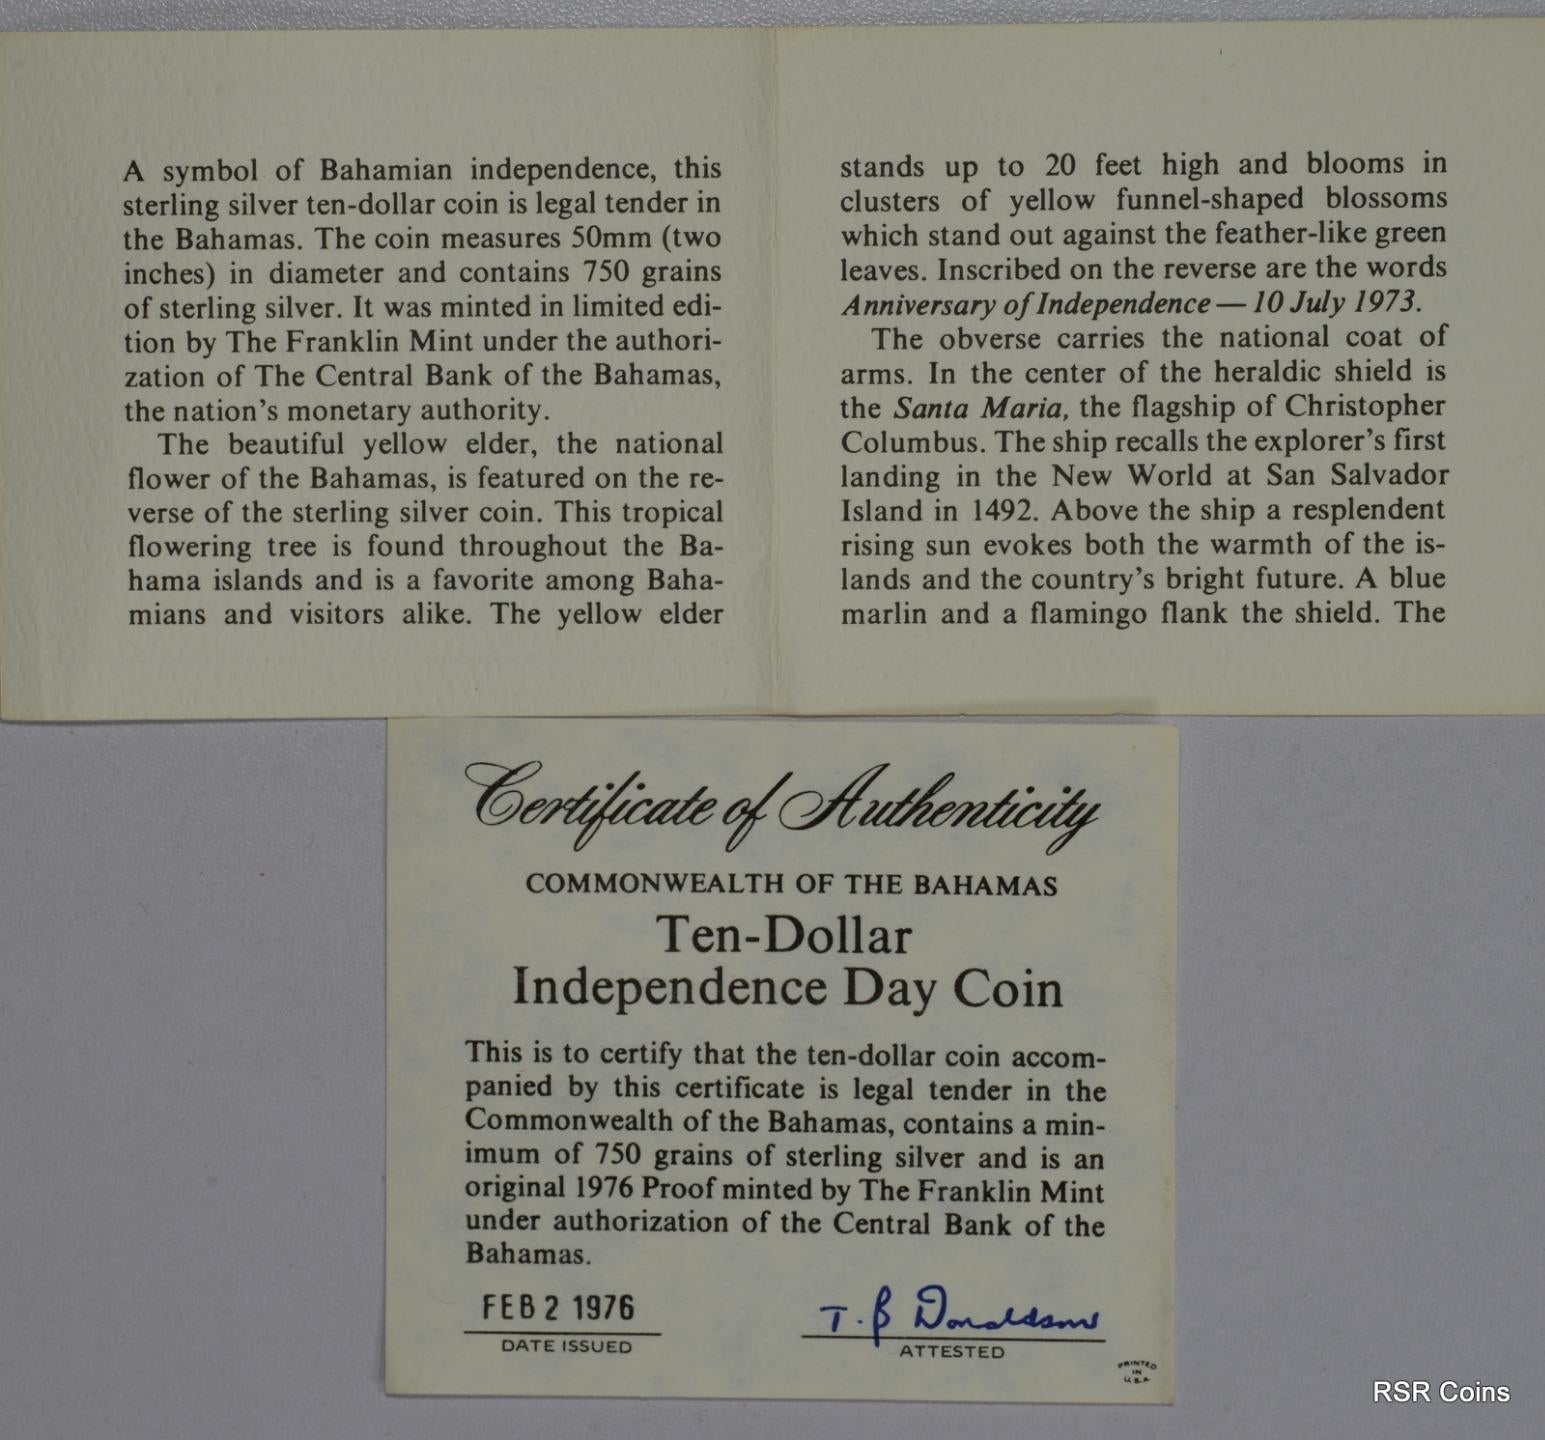 A symbol of Bahamian independence, this
sterling silver ten-dollar coin is legal tender in
the Bahamas. The coin measures 50mm (two
inches) in diameter and contains 750 grains
of sterling silver. It was minted in limited edi-
tion by The Franklin Mint under the authori-
zation of The Central Bank of the Bahamas,
the nation's monetary authority.
The beautiful yellow elder, the national
flower of the Bahamas, is featured on the re-
verse of the sterling silver coin. This tropical
flowering tree is found throughout the Ba-
hama islands and is a favorite among Baha-
mians and visitors alike. The yellow elder
stands up to 20 feet high and blooms in
clusters of yellow funnel-shaped blossoms
which stand out against the feather-like green
leaves. Inscribed on the reverse are the words
Anniversary of Independence — 10 July 1973.
The obverse carries the national coat of
arms. In the center of the heraldic shield is
the Santa Maria, the flagship of Christopher
Columbus. The ship recalls the explorer's first
landing in the New World at San Salvador
Island in 1492. Above the ship a resplendent
rising sun evokes both the warmth of the is-
lands and the country's bright future. A blue
marlin and a flamingo flank the shield. The
Certificate of Authenticity
COMMONWEALTH OF THE BAHAMAS
Ten-Dollar
Independence Day Coin
This is to certify that the ten-dollar coin accom-
panied by this certificate is legal tender in the
Commonwealth of the Bahamas, contains a min-
imum of 750 grains of sterling silver and is an
original 1976 Proof minted by The Franklin Mint
under authorization of the Central Bank of the
Bahamas.
FEB 2 1976
DATE ISSUED
T. B Donaldson
ATTESTED
PRINTED
IN
U.S.A.
RSR Coins